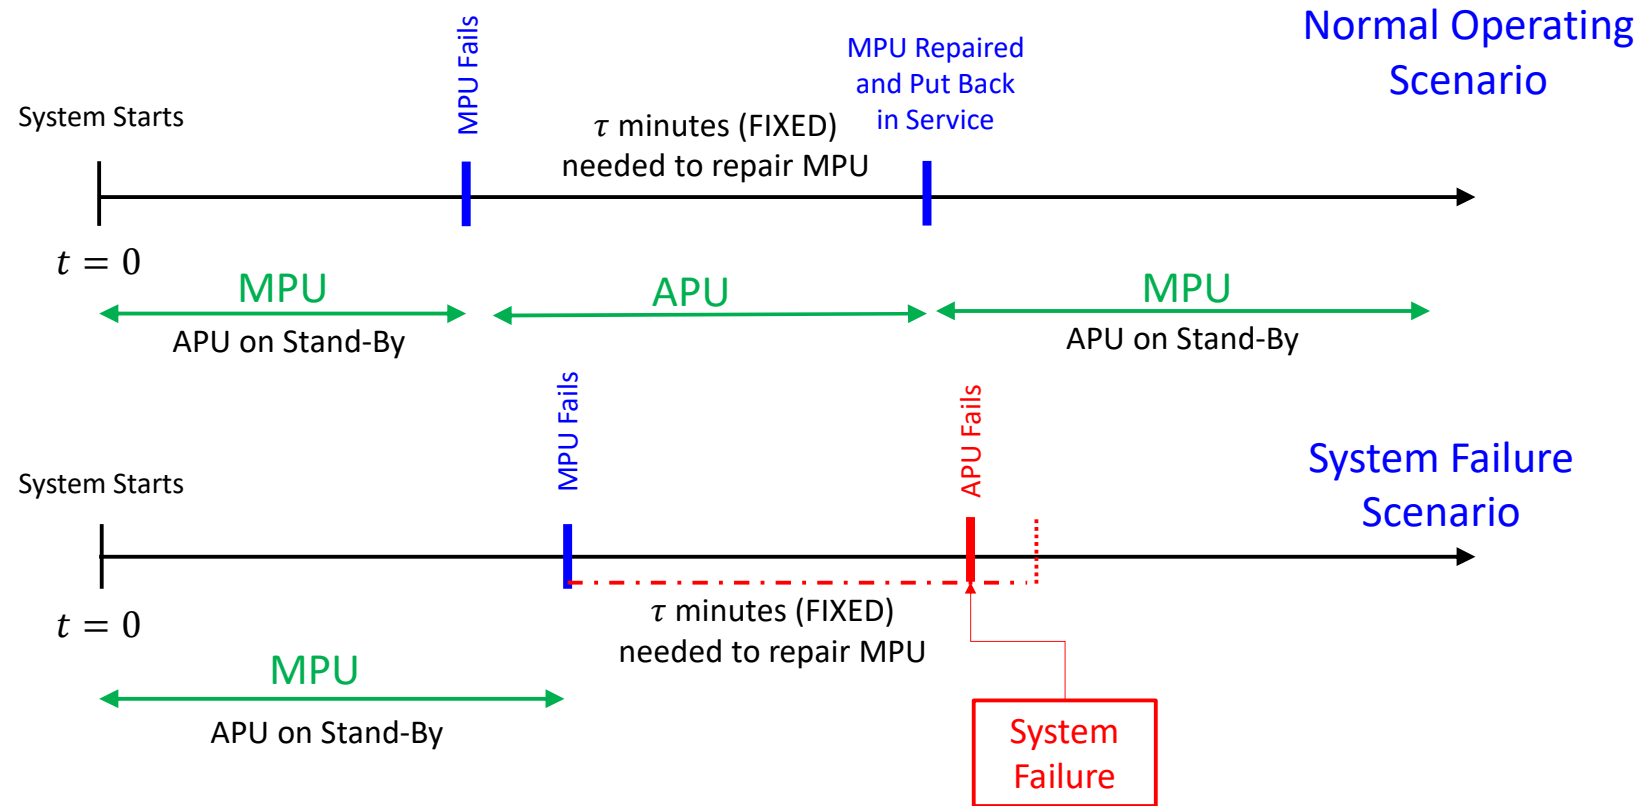 Normal Operating
Scenario
MPU Fails
MPU Repaired
and Put Back
in Service
System Starts
τ minutes (FIXED)
needed to repair MPU
t = 0
MPU
APU
MPU
APU on Stand-By
APU on Stand-By
MPU Fails
APU Fails
System Failure
Scenario
System Starts
τ minutes (FIXED)
needed to repair MPU
t = 0
MPU
APU on Stand-By
System
Failure